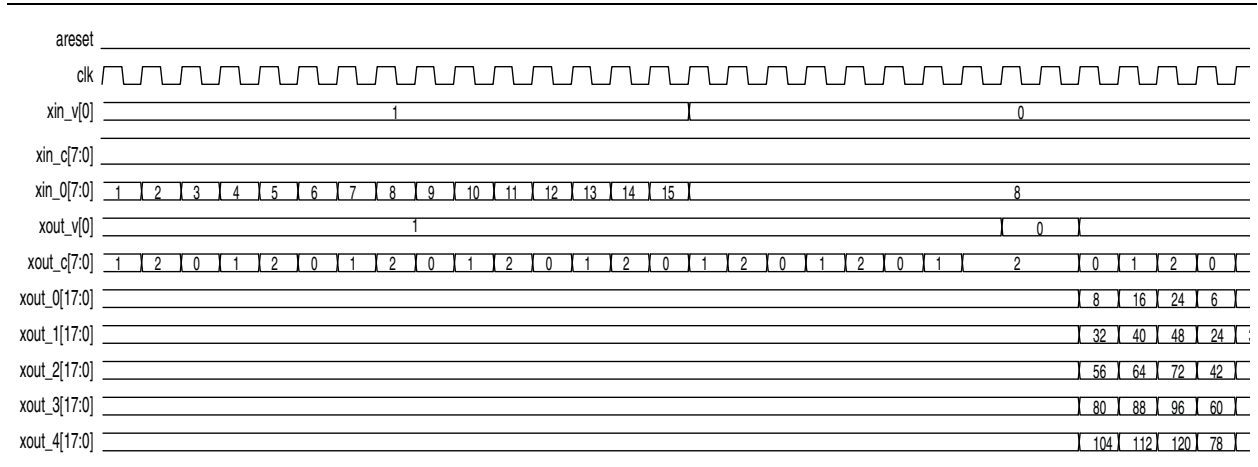 areset
clk
xin_v[0] 1 0
xin_c[7:0]
xin_0[7:0] 1 2 3 4 5 6 7 8 9 10 11 12 13 14 15 8
xout_v[0] 1 0
xout_c[7:0] 1 2 0 1 2 0 1 2 0 1 2 0 1 2 0 1 2 0 1 2 0 1 2 0 1 2 0
xout_0[17:0] 8 16 24 6
xout_1[17:0] 32 40 48 24
xout_2[17:0] 56 64 72 42
xout_3[17:0] 80 88 96 60
xout_4[17:0] 104 112 120 78